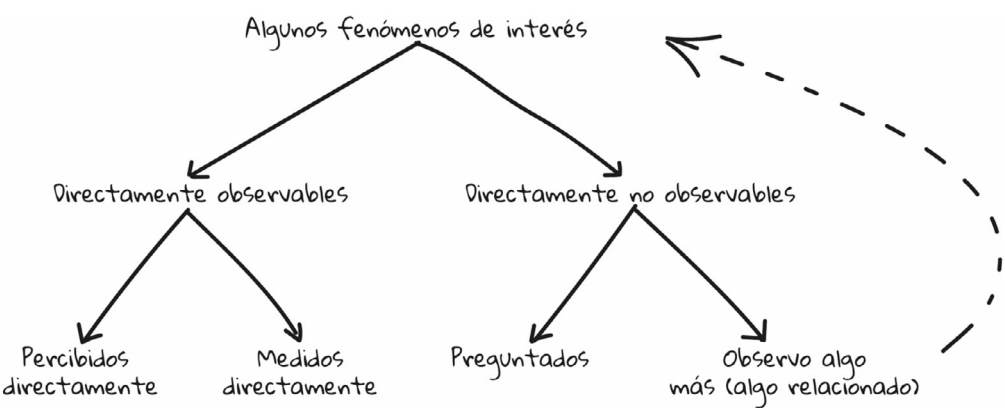 Algunos fenómenos de interés
Directamente observables
Directamente no observables
Percibidos
directamente
Medidos
directamente
Preguntados
Observo algo
más (algo relacionado)